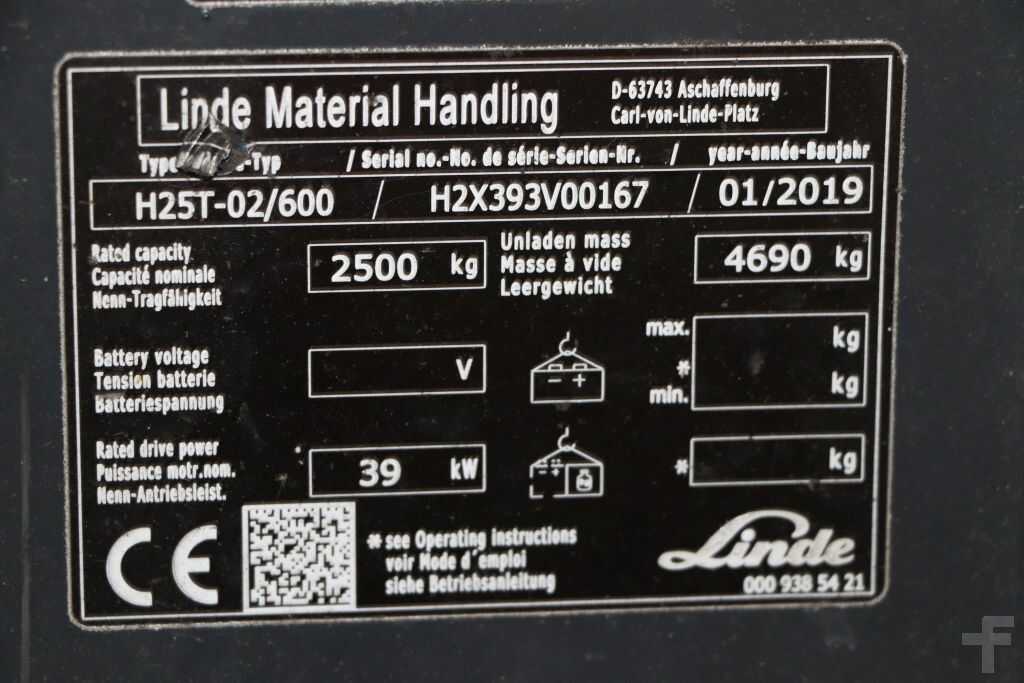 Linde Material Handling
D-63743 Aschaffenburg
Carl-von-Linde-Platz
Type -Typ / Serial no.-No. de série-Serien-Nr. / year-année-Baujahr
H25T-02/600 / H2X393V00167 / 01/2019
Rated capacity
Capacité nominale
Nenn-Tragfähigkeit
2500 kg
Unladen mass
Masse à vide
Leergewicht
4690 kg
Battery voltage
Tension batterie
Batteriespannung
V
- +
max.
*
min.
kg
kg
Rated drive power
Puissance motr.nom.
Nenn-Antriebsleist.
39 kW
- +
*
kg
CE
* see Operating instructions
voir Mode d'emploi
siehe Betriebsanleitung
Linde
000 938 54 21